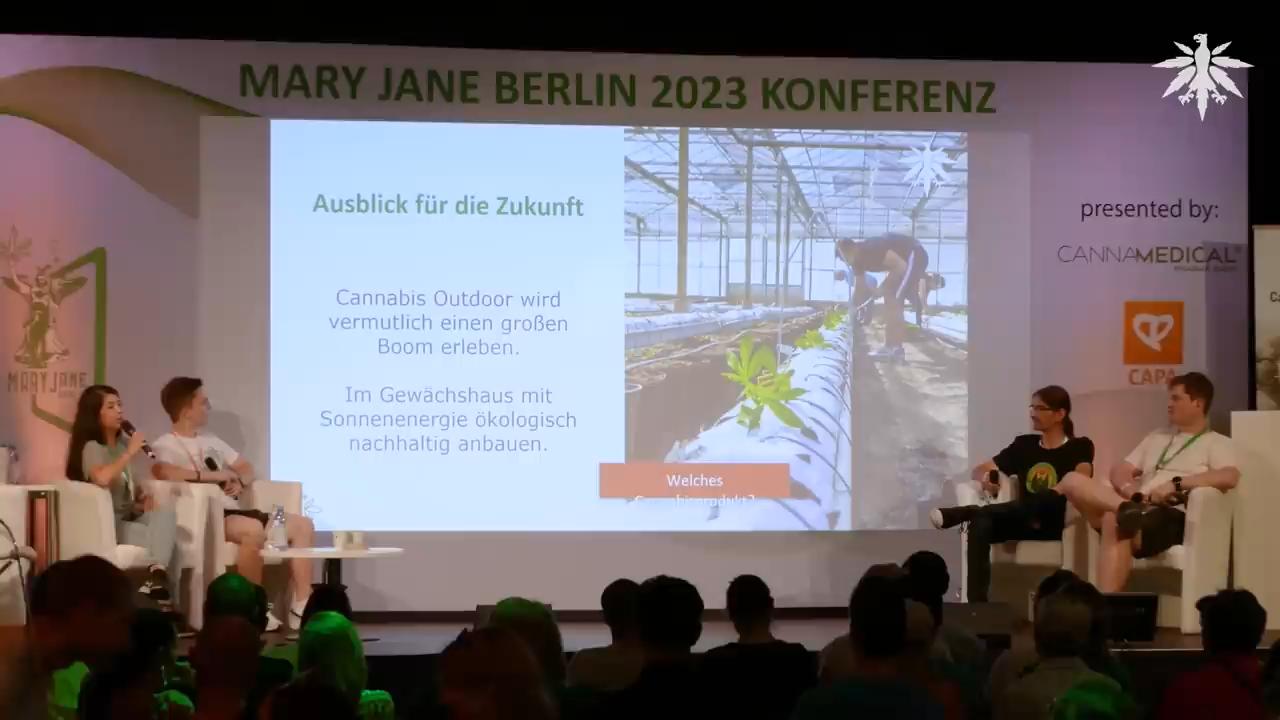 MARY JANE BERLIN 2023 KONFERENZ
Ausblick für die Zukunft
Cannabis Outdoor wird
vermutlich einen großen
Boom erleben.
Im Gewächshaus mit
Sonnenenergie ökologisch
nachhaltig anbauen.
Welches
presented by:
CANNAMEDICAL
CAPA
MARY JANE